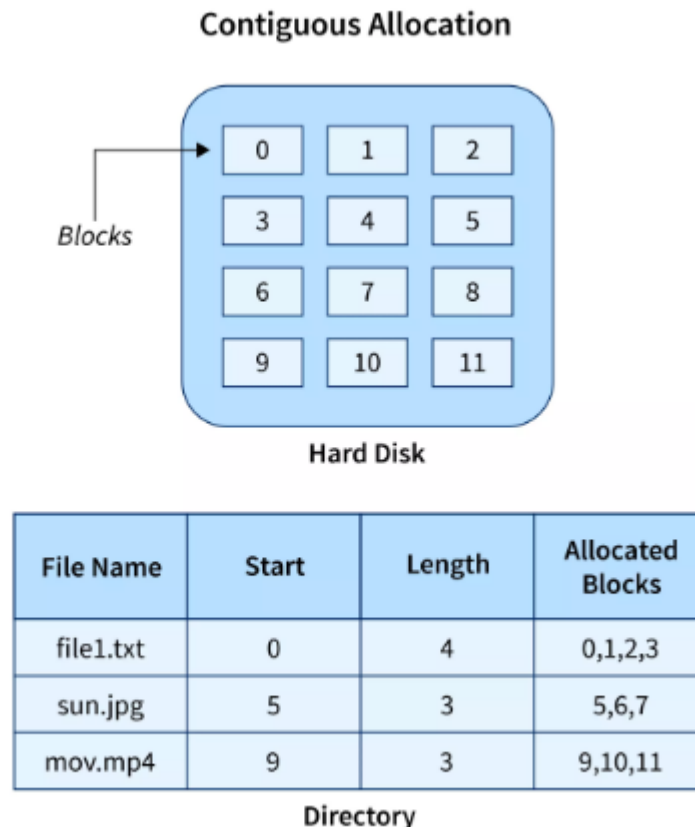 Contiguous Allocation
0 1 2
Blocks
3 4 5
6 7 8
9 10 11
Hard Disk
File Name Start Length Allocated Blocks
file1.txt 0 4 0,1,2,3
sun.jpg 5 3 5,6,7
mov.mp4 9 3 9,10,11
Directory